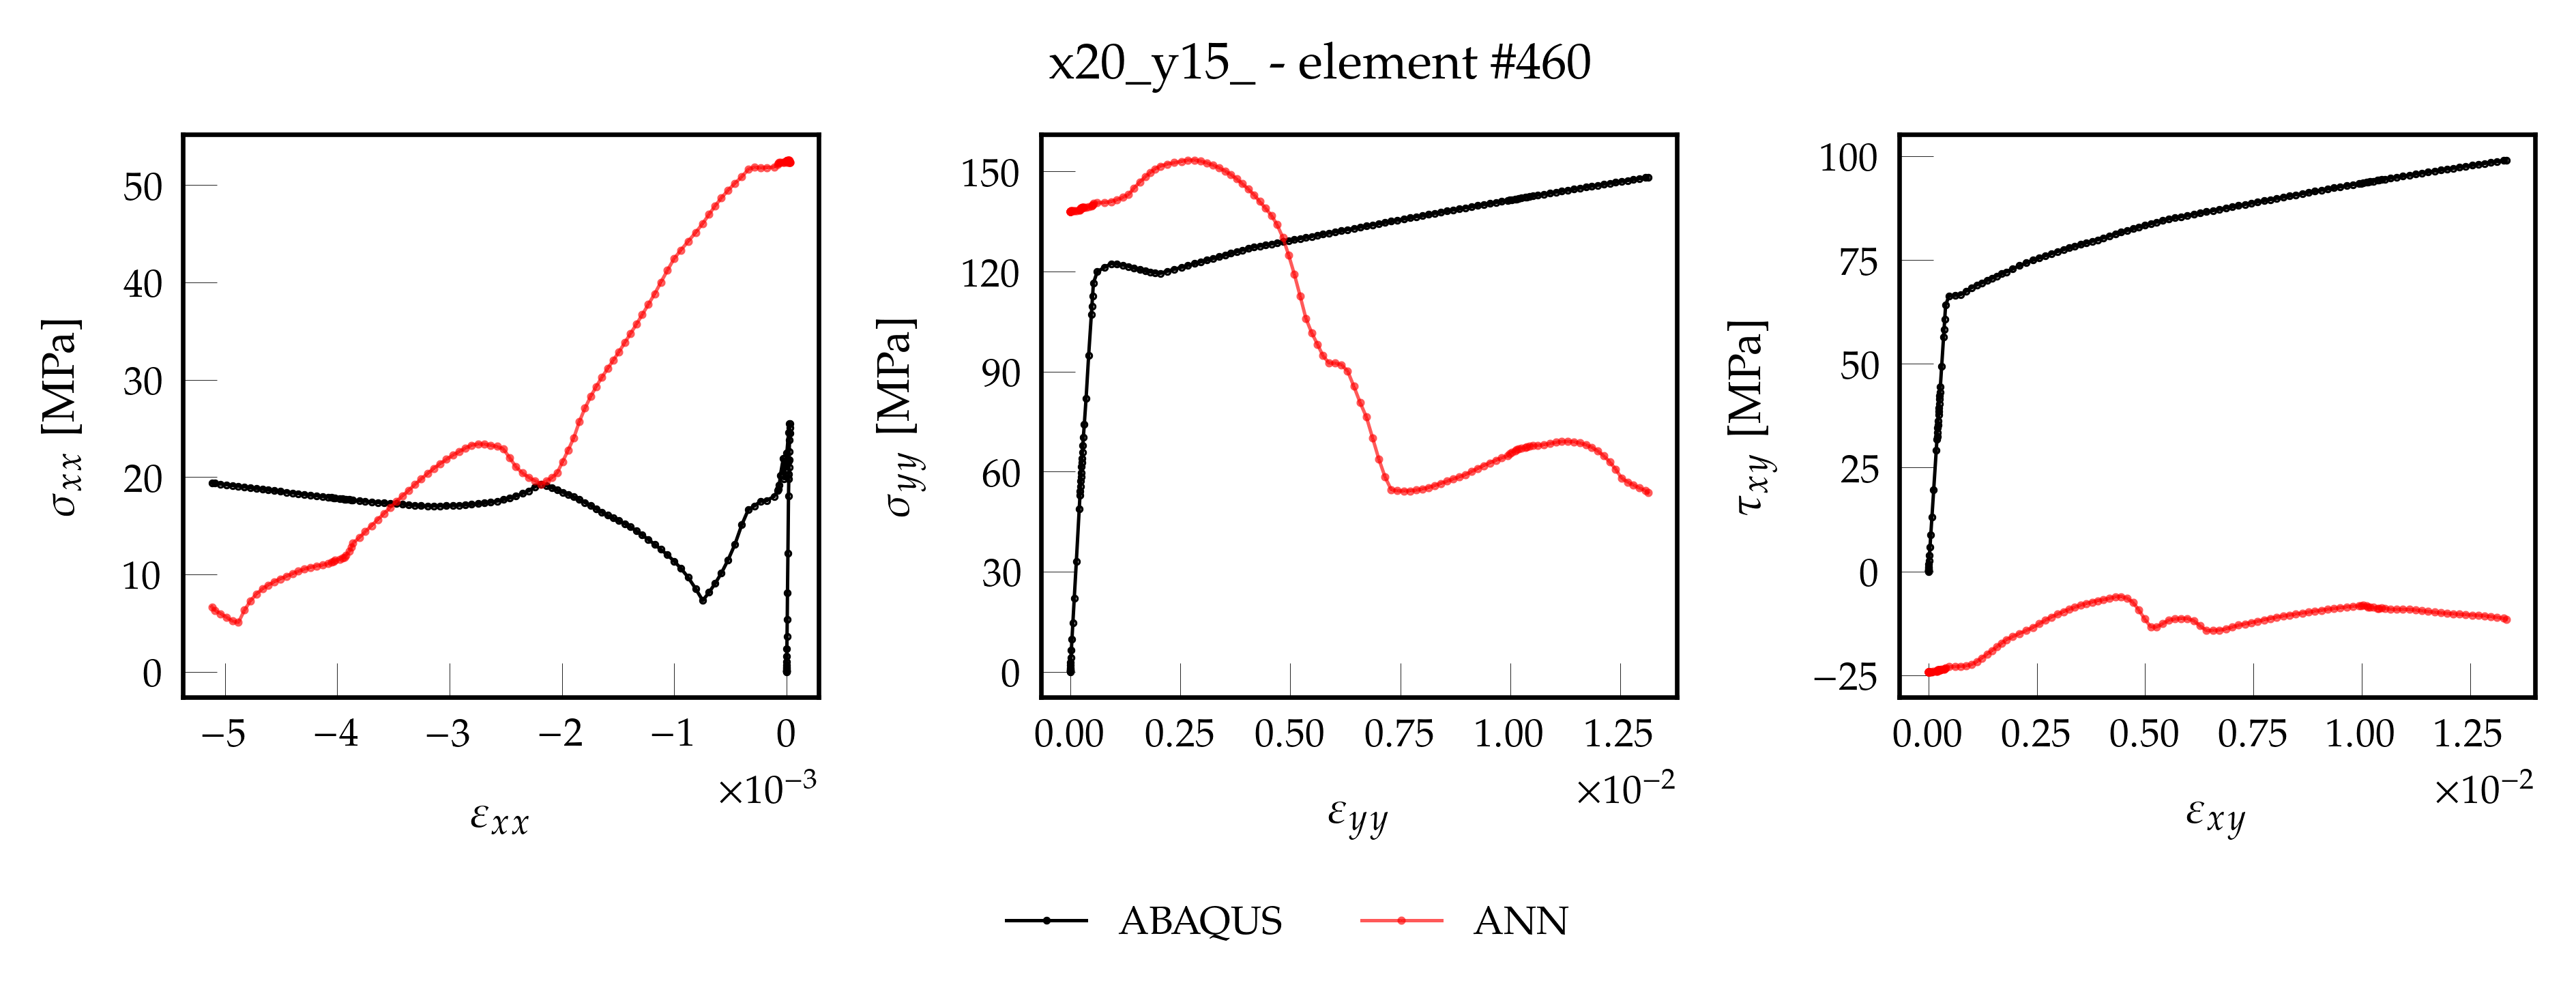 x20_y15_ - element #460
σxx [MPa]
50
40
30
20
10
0
−5 −4 −3 −2 −1 0
×10−3
εxx
σyy [MPa]
150
120
90
60
30
0
0.00 0.25 0.50 0.75 1.00 1.25
×10−2
εyy
τxy [MPa]
100
75
50
25
0
−25
0.00 0.25 0.50 0.75 1.00 1.25
×10−2
εxy
ABAQUS ANN